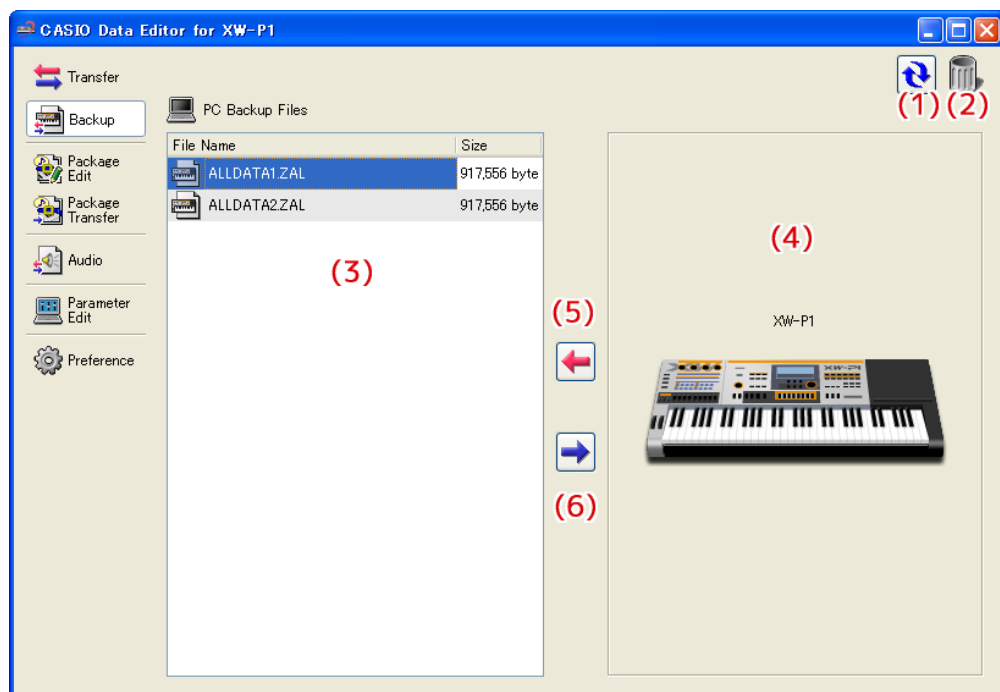 CASIO Data Editor for XW-P1
Transfer
Backup
Package
Edit
Package
Transfer
Audio
Parameter
Edit
Preference
PC Backup Files
File Name Size
ALLDATA1.ZAL 917,556 byte
ALLDATA2.ZAL 917,556 byte
(1) (2)
(3)
(4)
(5)
(6)
XW-P1
XW-P1